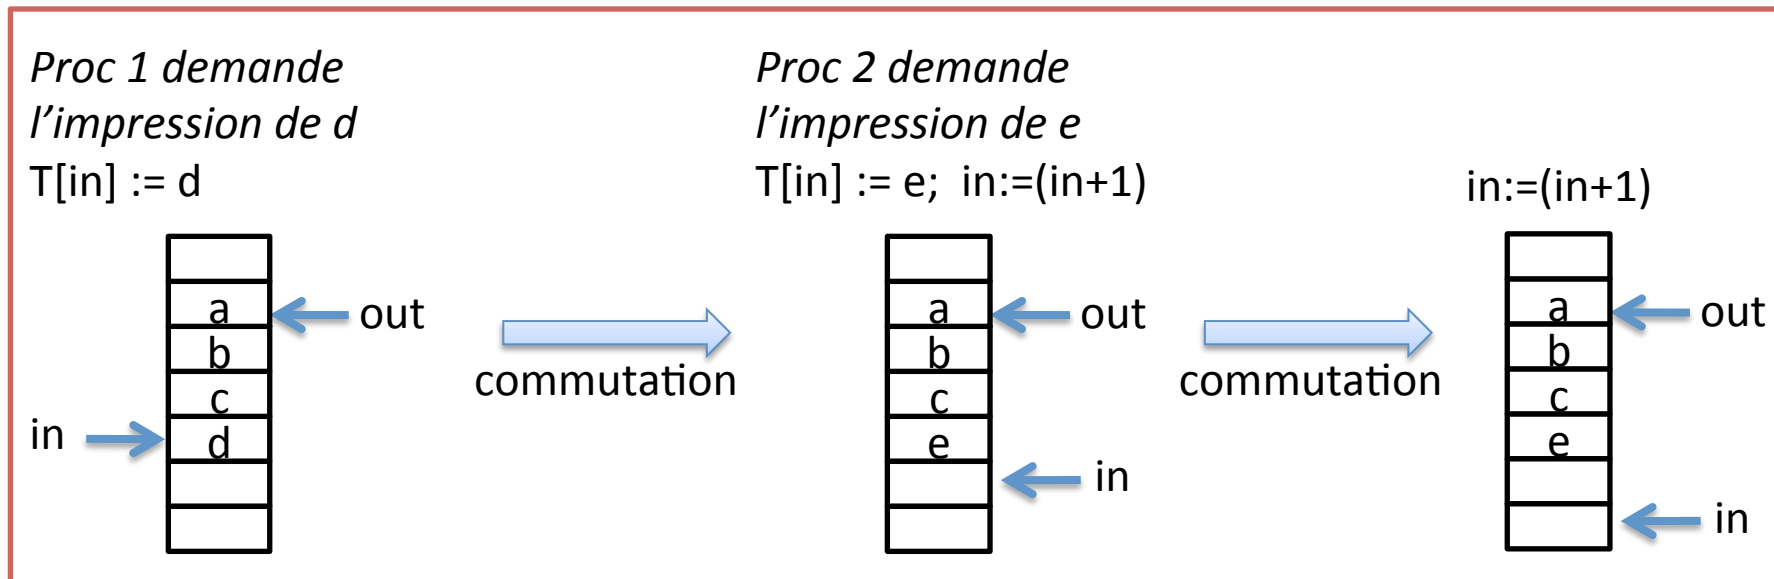 Proc 1 demande
l’impression de d
T[in] := d
a
out
b
c
in
d
commutation
Proc 2 demande
l’impression de e
T[in] := e;  in:=(in+1)
a
out
b
c
e
in
commutation
in:=(in+1)
a
out
b
c
e
in